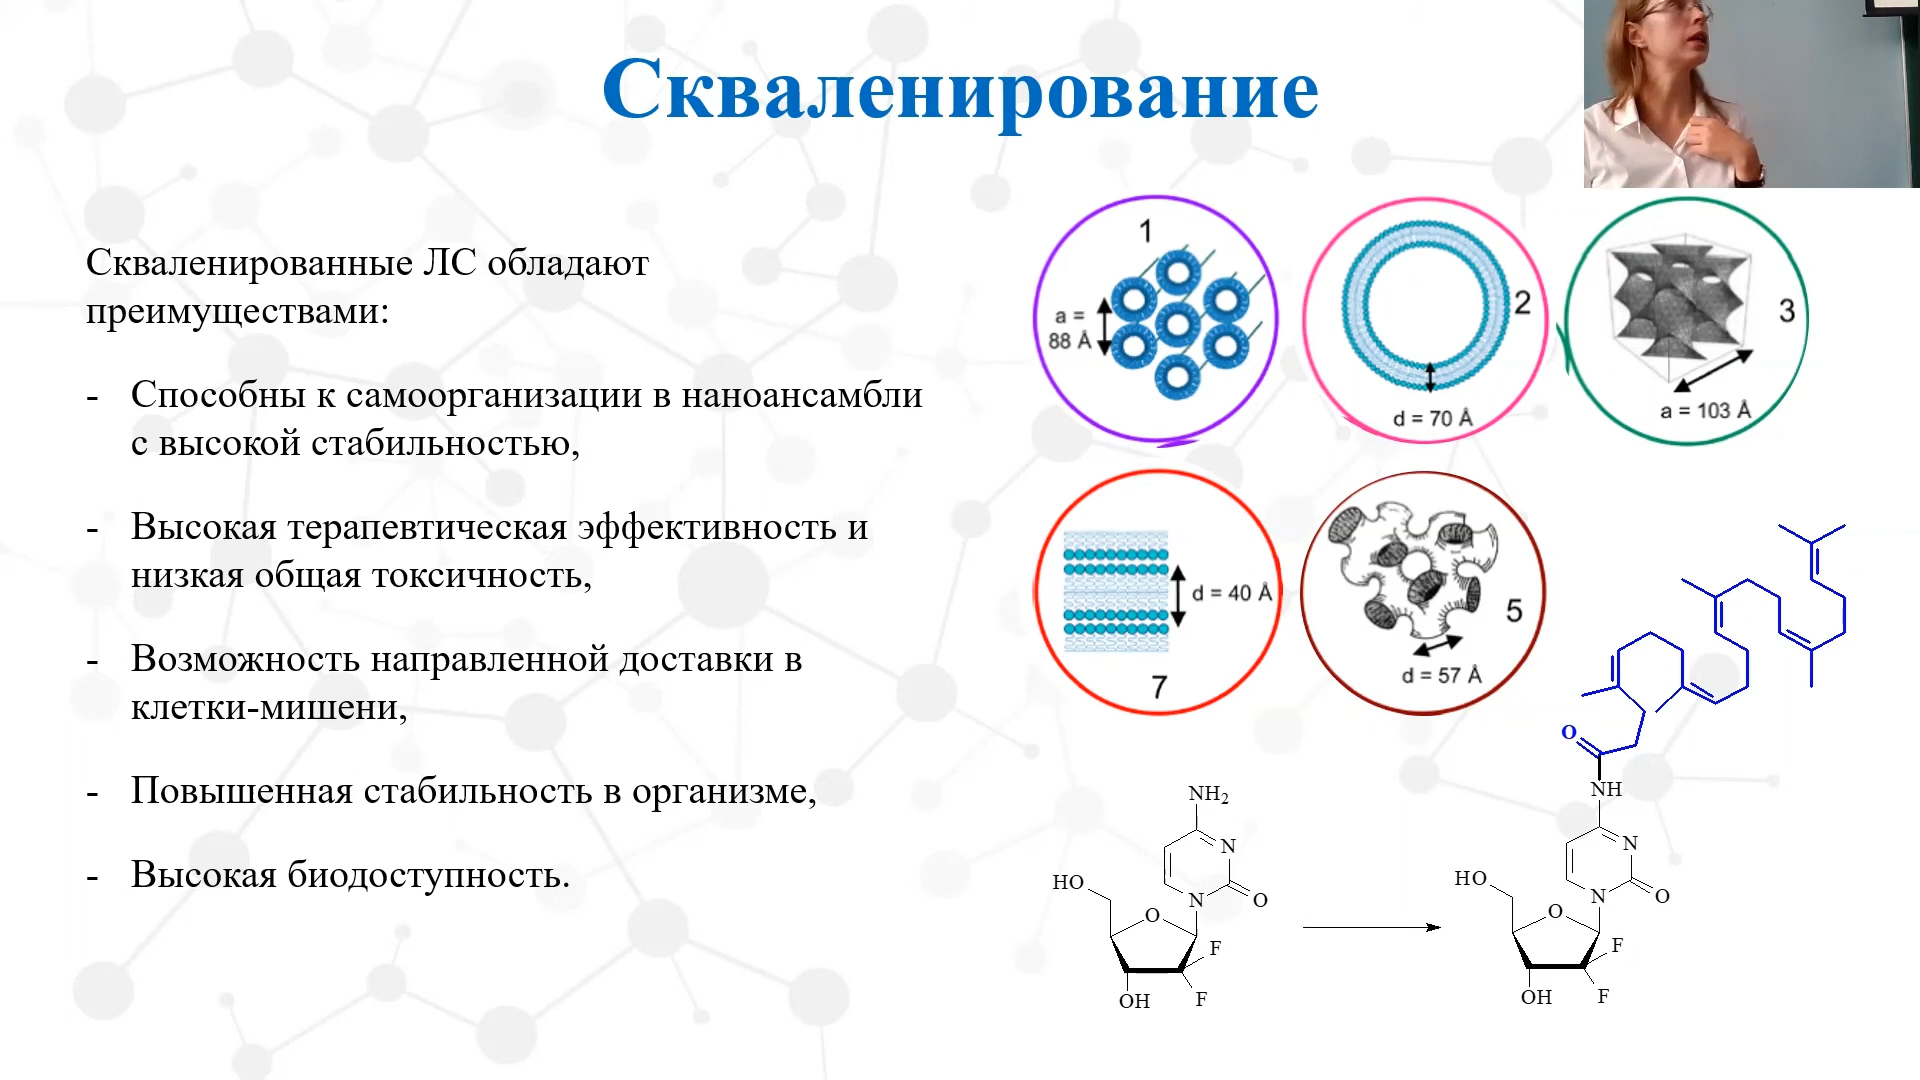 Скваленирование
Скваленированные ЛС обладают
преимуществами:
- Способны к самоорганизации в наноансамбли
с высокой стабильностью,
- Высокая терапевтическая эффективность и
низкая общая токсичность,
- Возможность направленной доставки в
клетки-мишени,
- Повышенная стабильность в организме,
- Высокая биодоступность.
1
a =
88 Å
2
d = 70 Å
3
a = 103 Å
d = 40 Å
7
5
d = 57 Å
NH2
N
HO
N
O
O
F
OH
F
O
NH
N
HO
N
O
O
F
OH
F